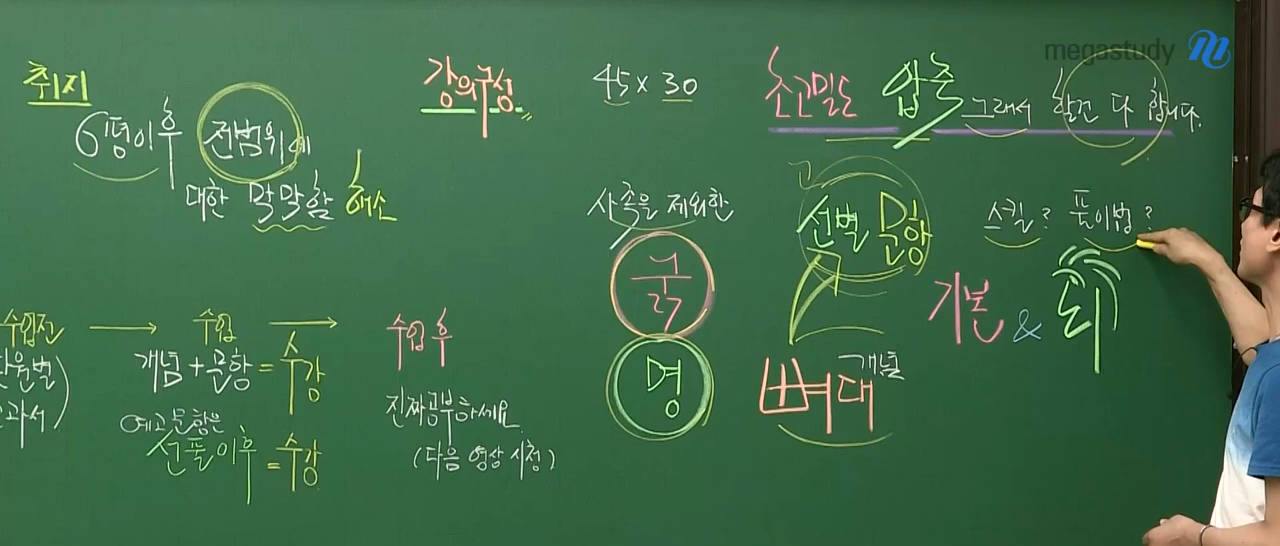 megastudy
취지
6평이후 전범위에
대한 막막함 해소
수업전 → 수업 → 수업 후
단원별
교과서)
개념+문항=수강
예고문항은
선풀이후=수강
진짜공부하세요.
(다음 영상 시청)
강의구성
45 x 30
초고밀도 압축 그래서 할건 다 합니다.
사족을 제외한
선별 문항
스킬? 풀이법?
기본 &
명
뼈대 개념